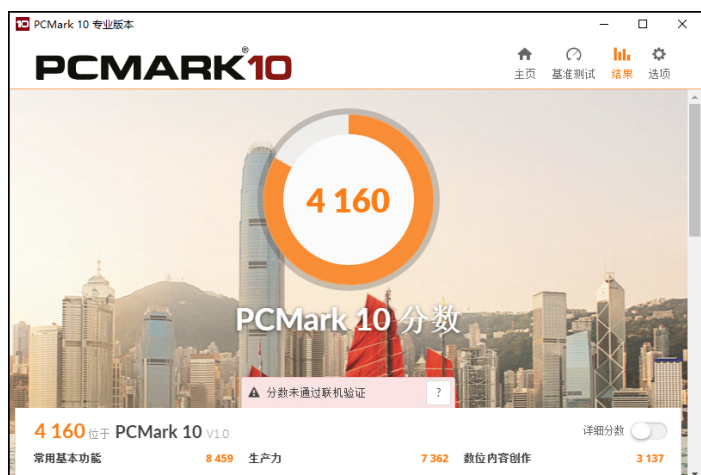 10 PCMark 10 专业版本
PCMARK®10
主页 基准测试 结果 选项
4 160
PCMark 10 分数
分数未通过联机验证 ?
4 160 位于 PCMark 10 V1.0 详细分数
常用基本功能 8 459 生产力 7 362 数位内容创作 3 137